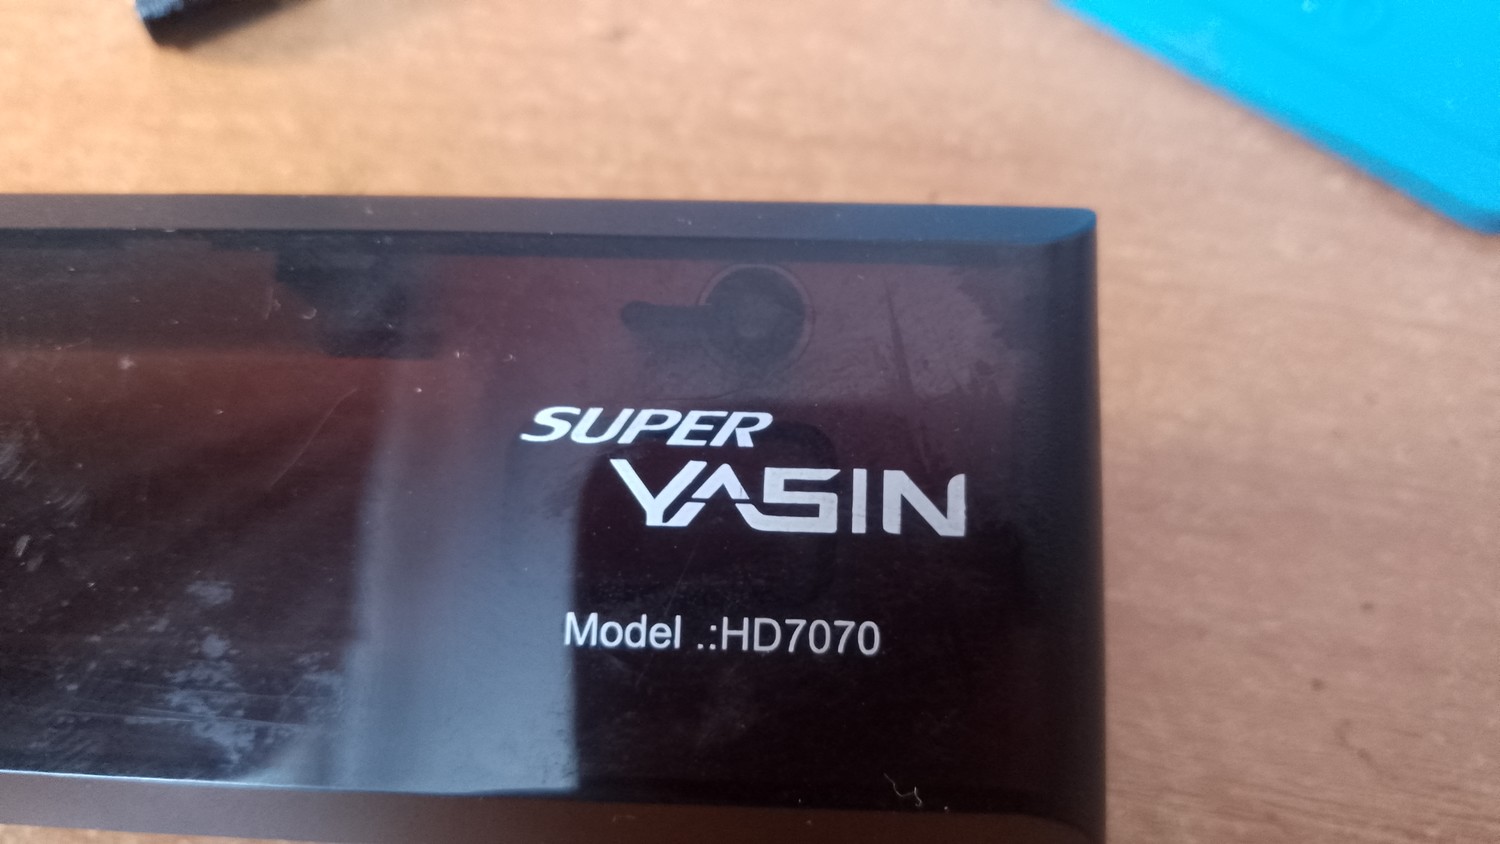 SUPER
YASIN
Model .:HD7070